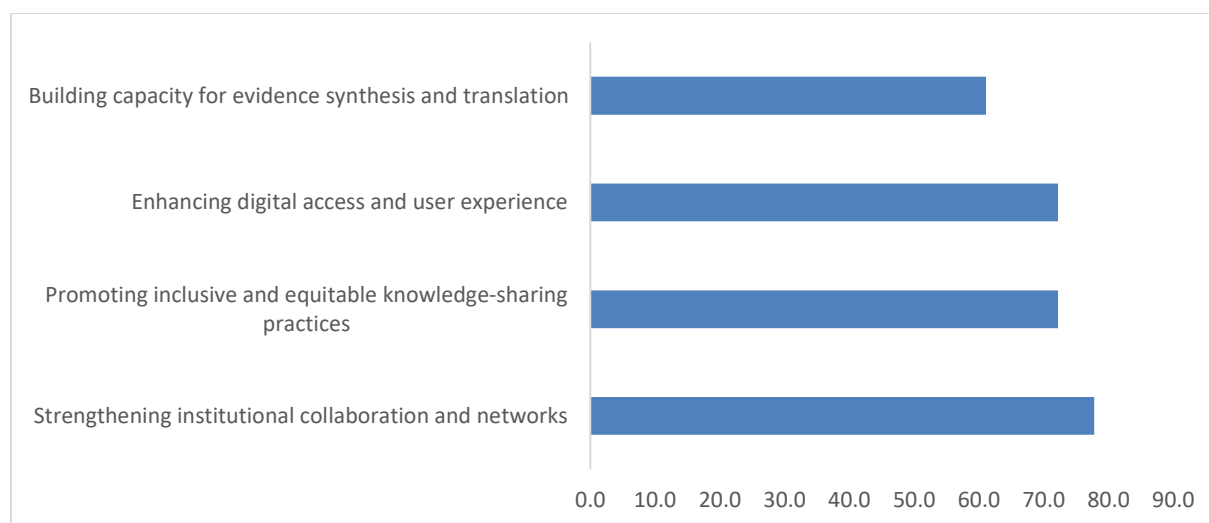 Building capacity for evidence synthesis and translation
Enhancing digital access and user experience
Promoting inclusive and equitable knowledge-sharing
practices
Strengthening institutional collaboration and networks
0.0 10.0 20.0 30.0 40.0 50.0 60.0 70.0 80.0 90.0